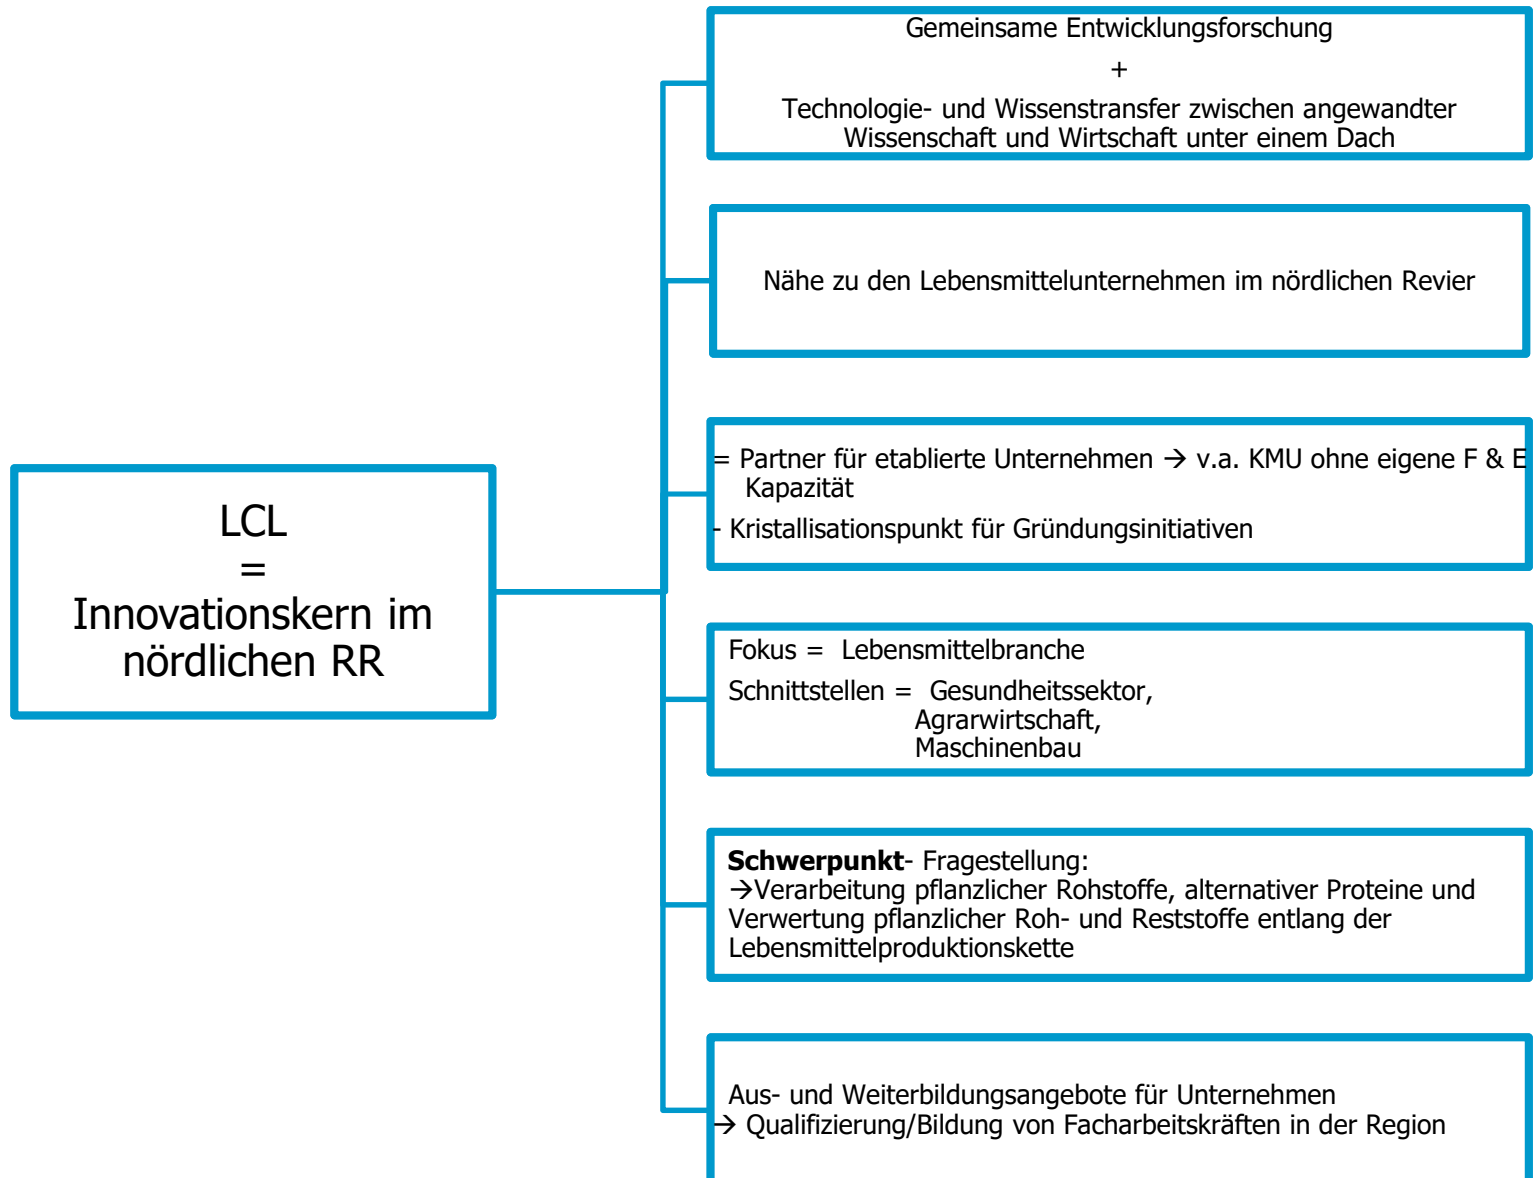 LCL
=
Innovationskern im
nördlichen RR
Gemeinsame Entwicklungsforschung
+
Technologie- und Wissenstransfer zwischen angewandter
Wissenschaft und Wirtschaft unter einem Dach
Nähe zu den Lebensmittelunternehmen im nördlichen Revier
= Partner für etablierte Unternehmen → v.a. KMU ohne eigene F & E
Kapazität
- Kristallisationspunkt für Gründungsinitiativen
Fokus = Lebensmittelbranche
Schnittstellen = Gesundheitssektor,
Agrarwirtschaft,
Maschinenbau
Schwerpunkt- Fragestellung:
→Verarbeitung pflanzlicher Rohstoffe, alternativer Proteine und
Verwertung pflanzlicher Roh- und Reststoffe entlang der
Lebensmittelproduktionskette
Aus- und Weiterbildungsangebote für Unternehmen
→ Qualifizierung/Bildung von Facharbeitskräften in der Region